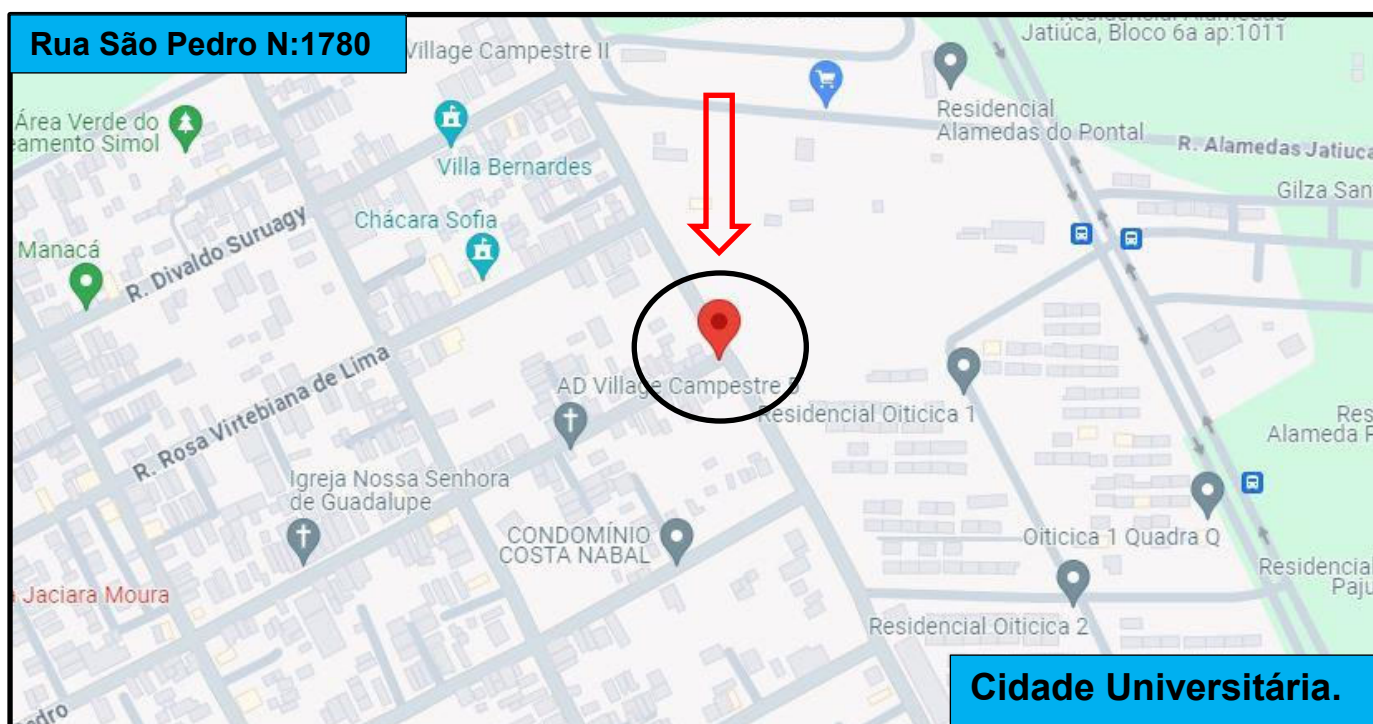 Rua São Pedro N:1780
Village Campestre II
Jatiúca, Bloco 6a ap:1011
Área Verde do
eamento Simol
Villa Bernardes
Residencial
Alamedas do Pontal
R. Alamedas Jatiuca
Gilza San
Chácara Sofia
Manacá
R. Divaldo Suruagy
R. Rosa Virtebiana de Lima
AD Village Campestre
Residencial Oiticica 1
Res
Alameda P
Igreja Nossa Senhora
de Guadalupe
CONDOMÍNIO
COSTA NABAL
Oiticica 1 Quadra Q
Residencial
Paju
Jaciara Moura
Residencial Oiticica 2
Cidade Universitária.
edro